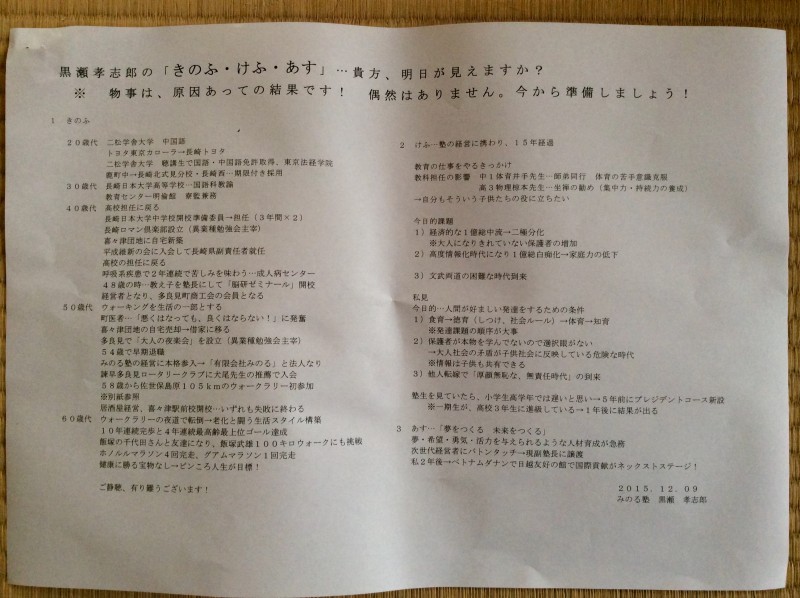 黒瀬孝志郎の「きのふ・けふ・あす」…貴方、明日が見えますか？
※　物事は、原因あっての結果です！　偶然はありません。今から準備しましょう！
１　きのふ
２０歳代　二松学舎大学　中国語
トヨタ東京カローラ→長崎トヨタ
二松学舎大学　聴講生で国語・中国語免許取得、東京法経学院
鹿町中→長崎北式見分校・長崎西…期限付き採用
３０歳代　長崎日本大学高等学校…国語科教諭
教育センター明倫館　寮監兼務
４０歳代　高校担任に戻る
長崎日本大学中学校開校準備委員→担任（３年間×２）
長崎ロマン倶楽部設立（異業種勉強会主宰）
喜々津団地に自宅新築
平成維新の会に入会して長崎県副責任者就任
高校の担任に戻る
呼吸系疾患で２年連続で苦しみを味わう…成人病センター
４８歳の時…教え子を塾長にして「脳研ゼミナール」開校
経営者となり、多良見町商工会の会員となる
５０歳代　ウォーキングを生活の一部とする
町医者…「悪くはなっても、良くはならない！」に発奮
喜々津団地の自宅売却→借家に移る
多良見で「大人の夜楽会」を設立（異業種勉強会主宰）
５４歳で早期退職
みのる塾の経営に本格参入→「有限会社みのる」と法人なり
諫早多良見ロータリークラブに犬尾先生の推薦で入会
５８歳から佐世保島原１０５ｋｍのウォークラリー初参加
※別紙参照
居酒屋経営、喜々津駅前校開校…いずれも失敗に終わる
６０歳代　ウォークラリーの夜道で転倒→老化と闘う生活スタイル構築
１０年連続完歩と４年連続最高齢最上位ゴール達成
飯塚の千代田さんと友達になり、飯塚武雄１００キロウォークにも挑戦
ホノルルマラソン４回完走、グアムマラソン１回完走
健康に勝る宝物なし→ピンころ人生が目標！
ご静聴、有り難うございます！
２　けふ…塾の経営に携わり、１５年経過
教育の仕事をやるきっかけ
教科担任の影響　中１体育井手先生…師弟同行　体育の苦手意識克服
高３物理根本先生…坐禅の勧め（集中力・持続力の養成）
→自分もそういう子供たちの役に立ちたい
今日的課題
１）経済的な１億総中流→二極分化
※大人になりきれていない保護者の増加
２）高度情報化時代になり１億総白痴化→家庭力の低下
３）文武両道の困難な時代到来
私見
今日的…人間が好ましい発達をするための条件
１）食育→徳育（しつけ、社会ルール）→体育→知育
※発達課題の順序が大事
２）保護者が本物を学んでないので選択眼がない
→大人社会の矛盾が子供社会に反映している危険な時代
※情報は子供も共有できる
３）他人転嫁で「厚顔無恥な、無責任時代」の到来
塾生を見ていたら、小学生高学年では遅いと思い→５年前にプレジデントコース新設
※一期生が、高校３年生に進級している→１年後に結果が出る
３　あす…「夢をつくる　未来をつくる」
夢・希望・勇気・活力を与えられるような人材育成が急務
次世代経営者にバトンタッチ→現副塾長に譲渡
私２年後→ベトナムダナンで日越友好の館で国際貢献がネックストステージ！
２０１５．１２．０９
みのる塾　黒瀬　孝志郎